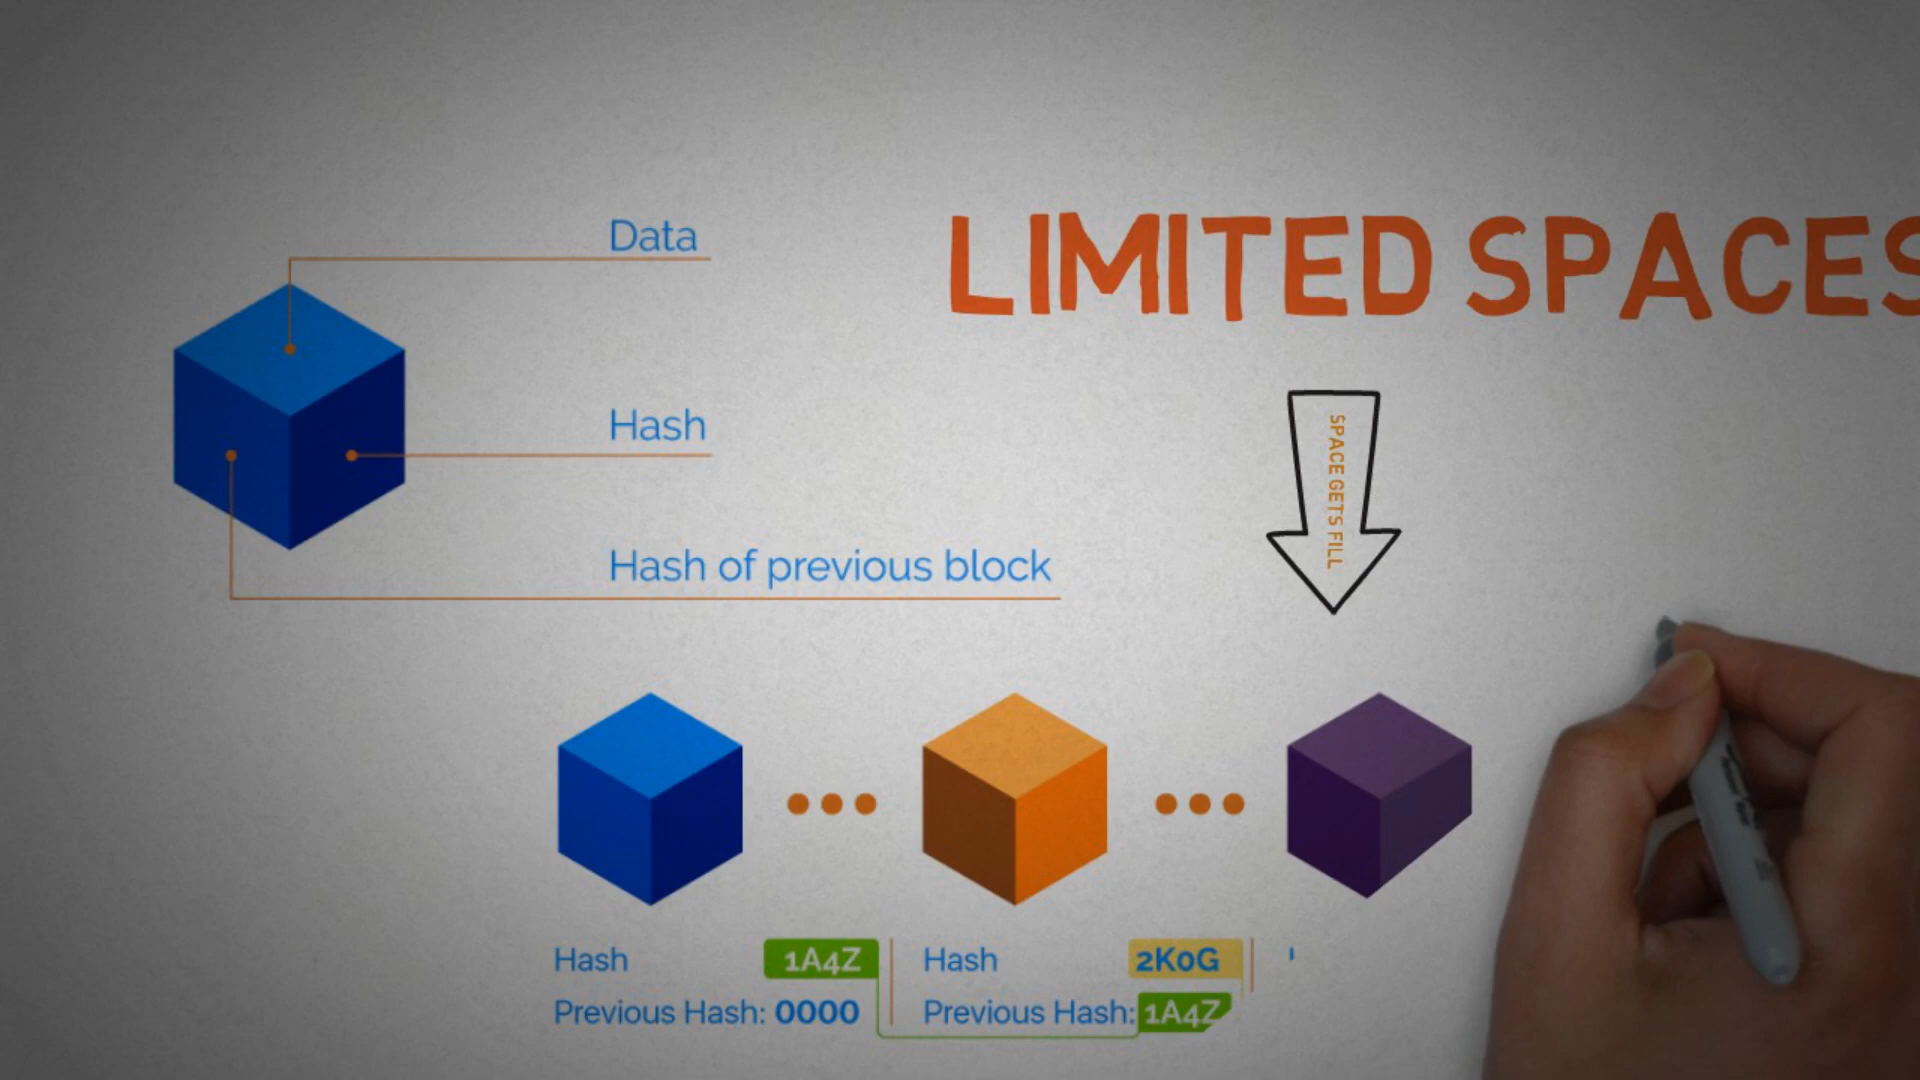 Data
LIMITED SPACES
Hash
SPACE GETS FILL
Hash of previous block
Hash 1A4Z
Previous Hash: 0000
Hash 2K0G
Previous Hash: 1A4Z